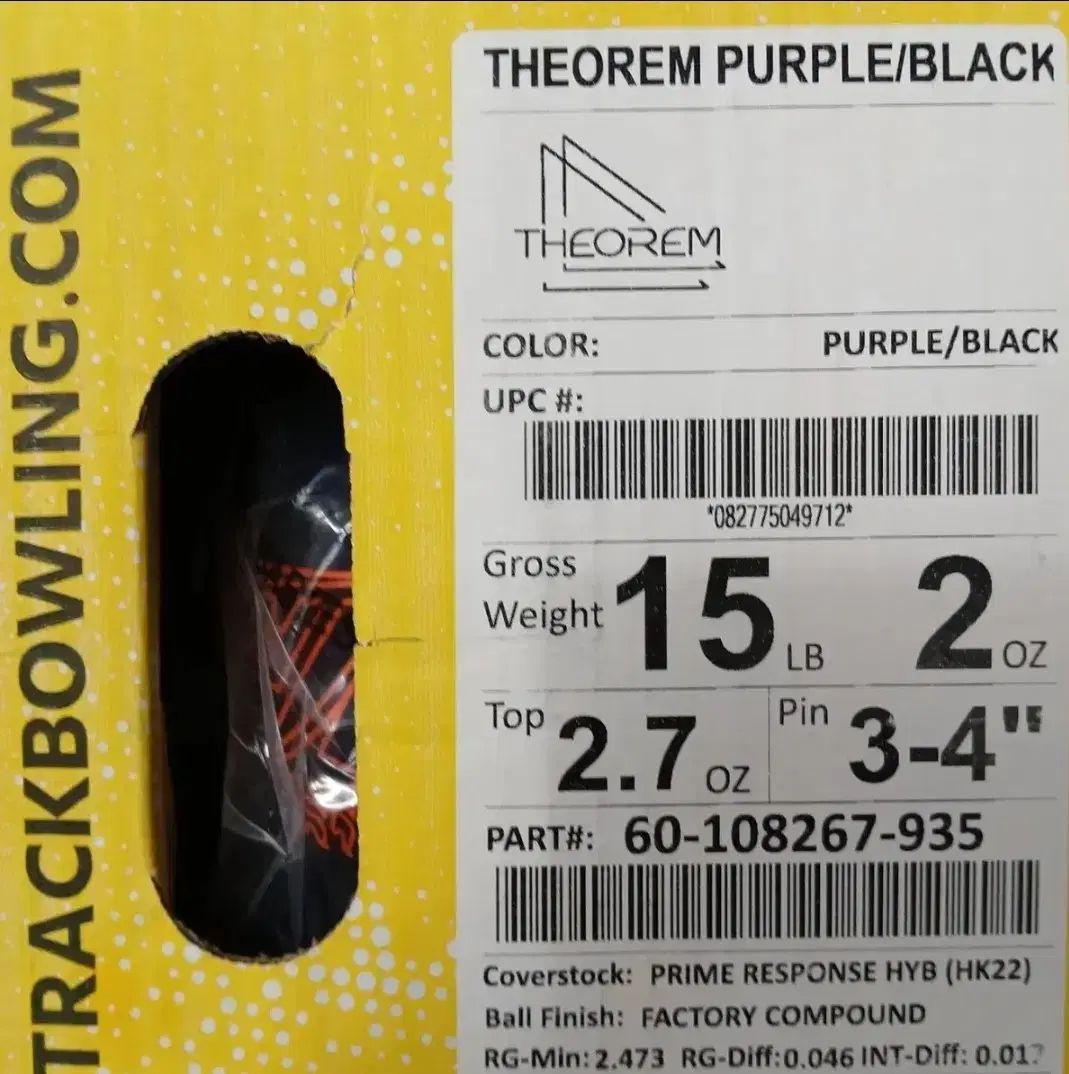 TRACKBOWLING.COM
THEOREM PURPLE/BLACK
THEOREM
COLOR: PURPLE/BLACK
UPC #:
*082775049712*
Gross Weight 15 LB 2 OZ
Top 2.7 OZ Pin 3-4"
PART#: 60-108267-935
Coverstock: PRIME RESPONSE HYB (HK22)
Ball Finish: FACTORY COMPOUND
RG-Min: 2.473 RG-Diff: 0.046 INT-Diff: